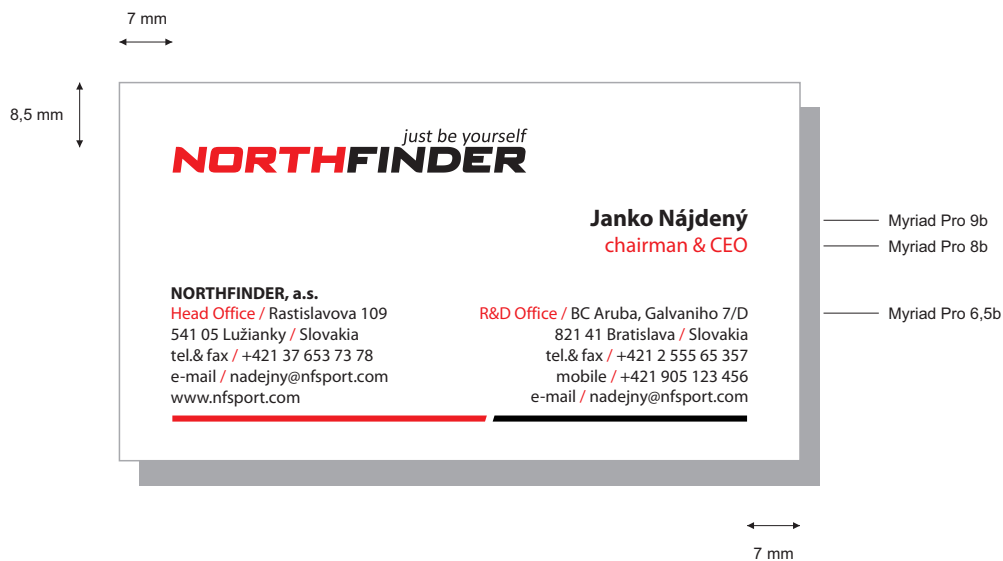 7 mm
8,5 mm
just be yourself
NORTHFINDER
Janko Nájdený
chairman & CEO
Myriad Pro 9b
Myriad Pro 8b
NORTHFINDER, a.s.
Head Office / Rastislavova 109
541 05 Lužianky / Slovakia
tel.& fax / +421 37 653 73 78
e-mail / nadejny@nfsport.com
www.nfsport.com
R&D Office / BC Aruba, Galvaniho 7/D
821 41 Bratislava / Slovakia
tel.& fax / +421 2 555 65 357
mobile / +421 905 123 456
e-mail / nadejny@nfsport.com
Myriad Pro 6,5b
7 mm